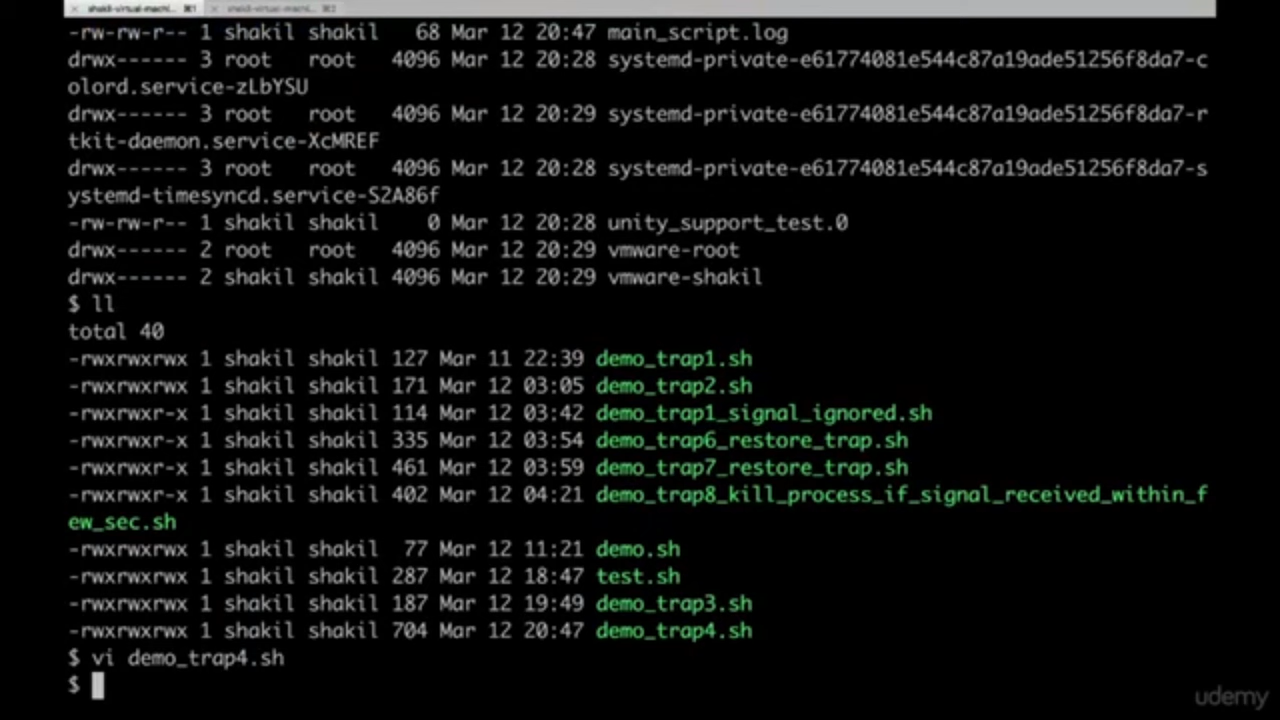 shakil-virtual-machi... ⌘1 shakil-virtual-machi... ⌘2
-rw-rw-r-- 1 shakil shakil 68 Mar 12 20:47 main_script.log
drwx------ 3 root root 4096 Mar 12 20:28 systemd-private-e61774081e544c87a19ade51256f8da7-c
olord.service-zLbYSU
drwx------ 3 root root 4096 Mar 12 20:29 systemd-private-e61774081e544c87a19ade51256f8da7-r
tkit-daemon.service-XcMREF
drwx------ 3 root root 4096 Mar 12 20:28 systemd-private-e61774081e544c87a19ade51256f8da7-s
ystemd-timesyncd.service-S2A86f
-rw-rw-r-- 1 shakil shakil 0 Mar 12 20:28 unity_support_test.0
drwx------ 2 root root 4096 Mar 12 20:29 vmware-root
drwx------ 2 shakil shakil 4096 Mar 12 20:29 vmware-shakil
$ ll
total 40
-rwxrwxrwx 1 shakil shakil 127 Mar 11 22:39 demo_trap1.sh
-rwxrwxrwx 1 shakil shakil 171 Mar 12 03:05 demo_trap2.sh
-rwxrwxr-x 1 shakil shakil 114 Mar 12 03:42 demo_trap1_signal_ignored.sh
-rwxrwxr-x 1 shakil shakil 335 Mar 12 03:54 demo_trap6_restore_trap.sh
-rwxrwxr-x 1 shakil shakil 461 Mar 12 03:59 demo_trap7_restore_trap.sh
-rwxrwxr-x 1 shakil shakil 402 Mar 12 04:21 demo_trap8_kill_process_if_signal_received_within_f
ew_sec.sh
-rwxrwxrwx 1 shakil shakil 77 Mar 12 11:21 demo.sh
-rwxrwxrwx 1 shakil shakil 287 Mar 12 18:47 test.sh
-rwxrwxrwx 1 shakil shakil 187 Mar 12 19:49 demo_trap3.sh
-rwxrwxrwx 1 shakil shakil 704 Mar 12 20:47 demo_trap4.sh
$ vi demo_trap4.sh
$
udemy